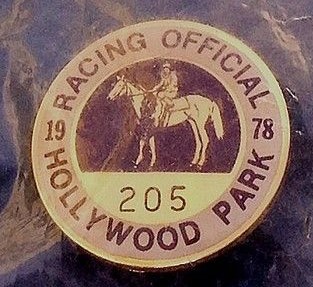 RACING OFFICIAL
19 78
205
HOLLYWOOD PARK